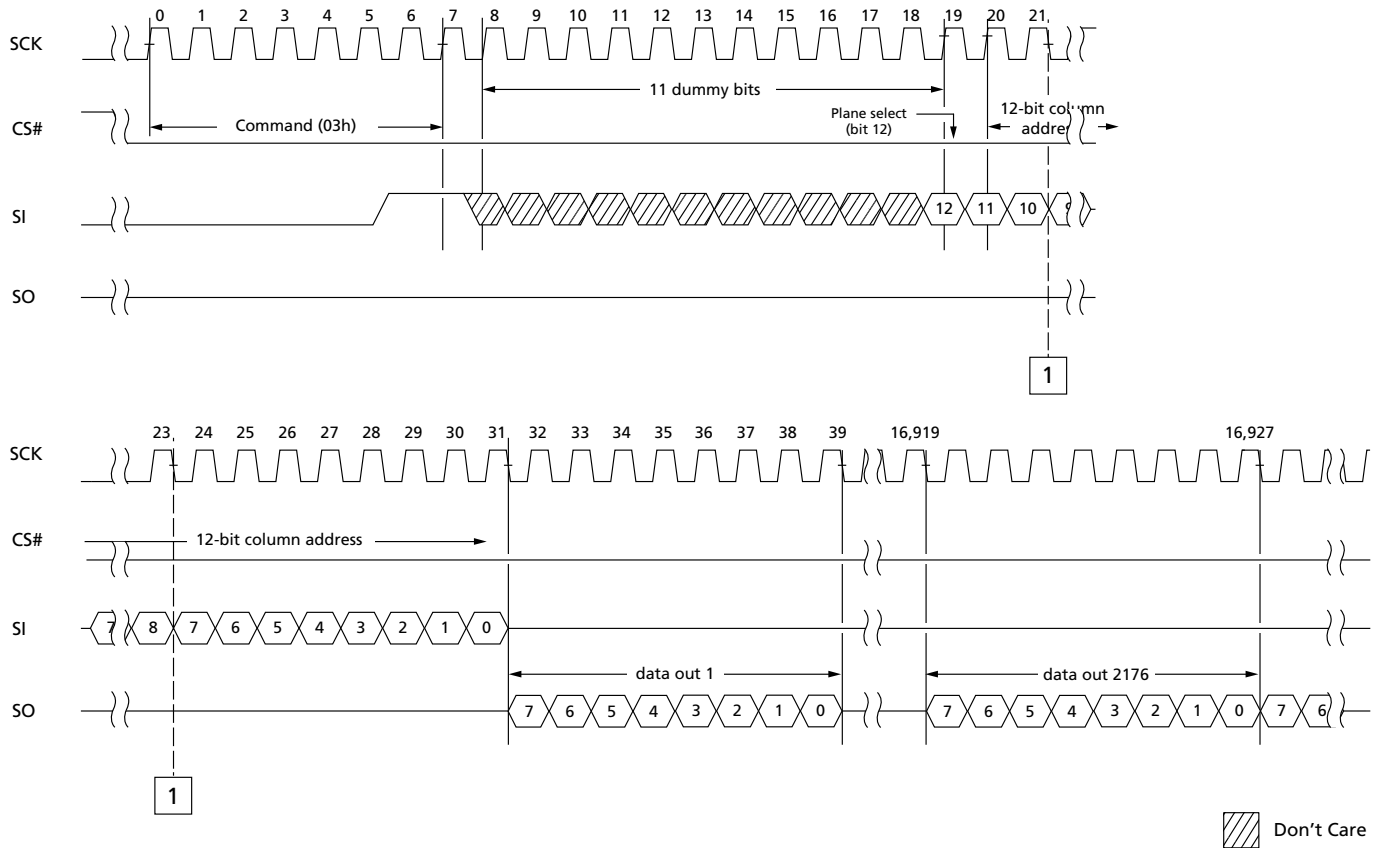 0 1 2 3 4 5 6 7 8 9 10 11 12 13 14 15 16 17 18 19 20 21
SCK
11 dummy bits
CS#
Command (03h)
Plane select
(bit 12)
12-bit column
address
SI
12 11 10
SO
1
23 24 25 26 27 28 29 30 31 32 33 34 35 36 37 38 39 16,919 16,927
SCK
CS#
12-bit column address
SI
7 8 7 6 5 4 3 2 1 0
data out 1
data out 2176
SO
7 6 5 4 3 2 1 0 7 6 5 4 3 2 1 0 7 6
1
Don't Care